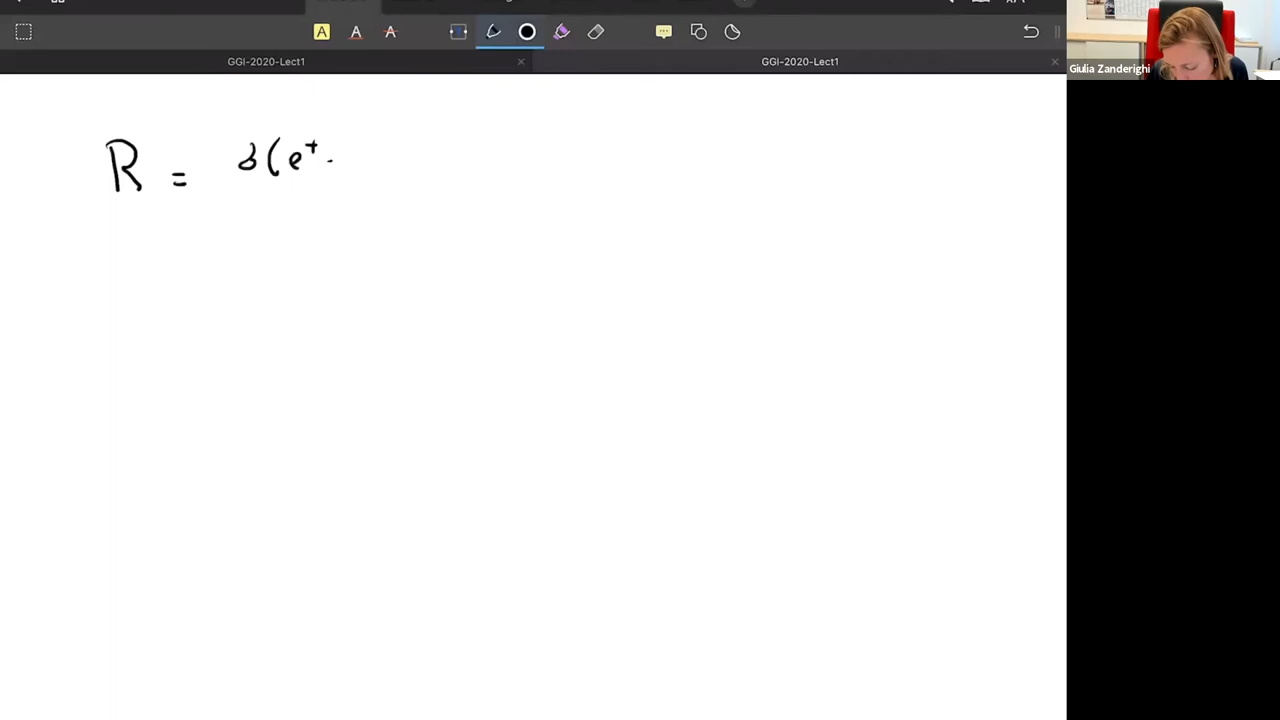 GGI-2020-Lect1
GGI-2020-Lect1
Giulia Zanderighi
R = σ(e⁺